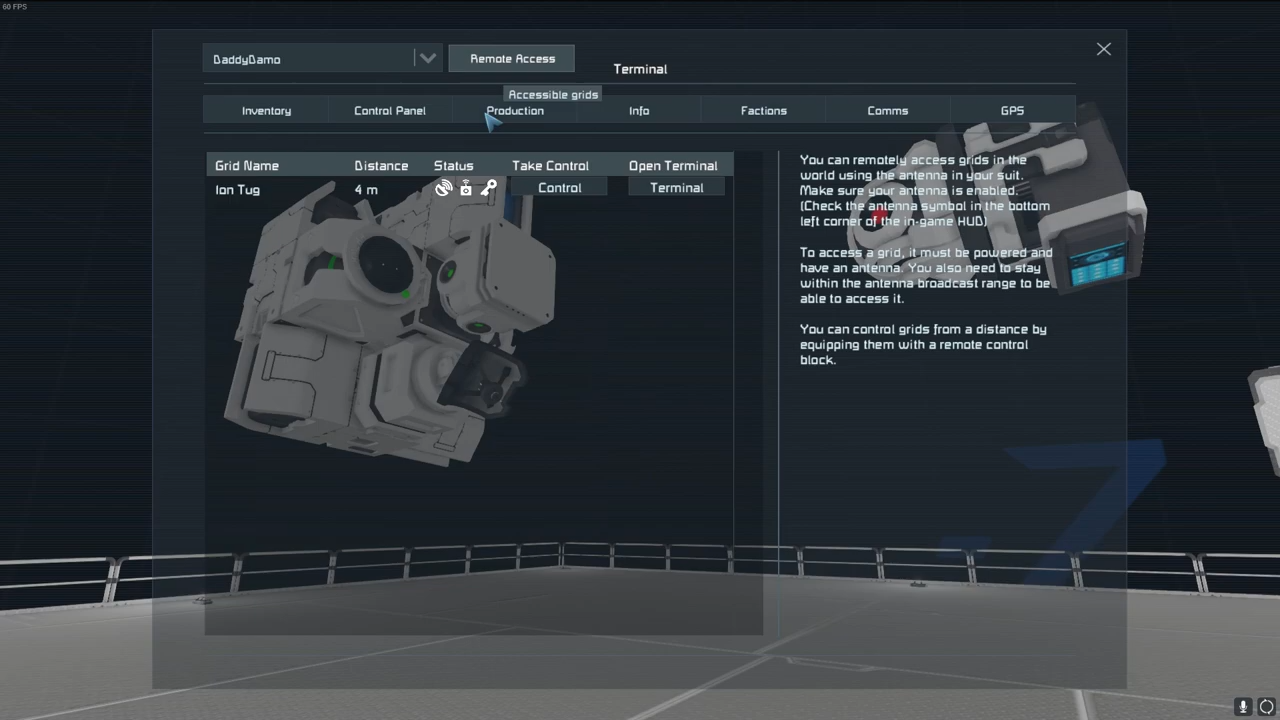 60 FPS
DaddyDamo
Remote Access
Terminal
Accessible grids
Inventory
Control Panel
Production
Info
Factions
Comms
GPS
Grid Name
Distance
Status
Take Control
Open Terminal
Ion Tug
4 m
Control
Terminal
You can remotely access grids in the
world using the antenna in your suit.
Make sure your antenna is enabled.
(Check the antenna symbol in the bottom
left corner of the in-game HUD)
To access a grid, it must be powered and
have an antenna. You also need to stay
within the antenna broadcast range to be
able to access it.
You can control grids from a distance by
equipping them with a remote control
block.